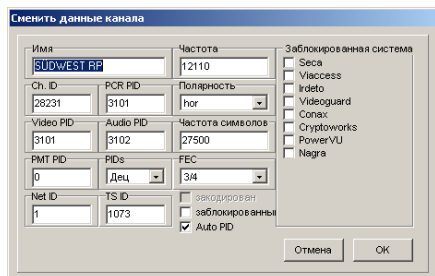 Сменить данные канала
Имя
SÜDWEST RP
Частота
12110
Ch. ID
28231
PCR PID
3101
Полярность
hor
Video PID
3101
Audio PID
3102
Частота символов
27500
PMT PID
0
PIDs
Дец
FEC
3/4
Net ID
1
TS ID
1073
закодирован
заблокированны
Auto PID
Заблокированная система
Seca
Viaccess
Irdeto
Videoguard
Conax
Cryptoworks
PowerVU
Nagra
Отмена
OK